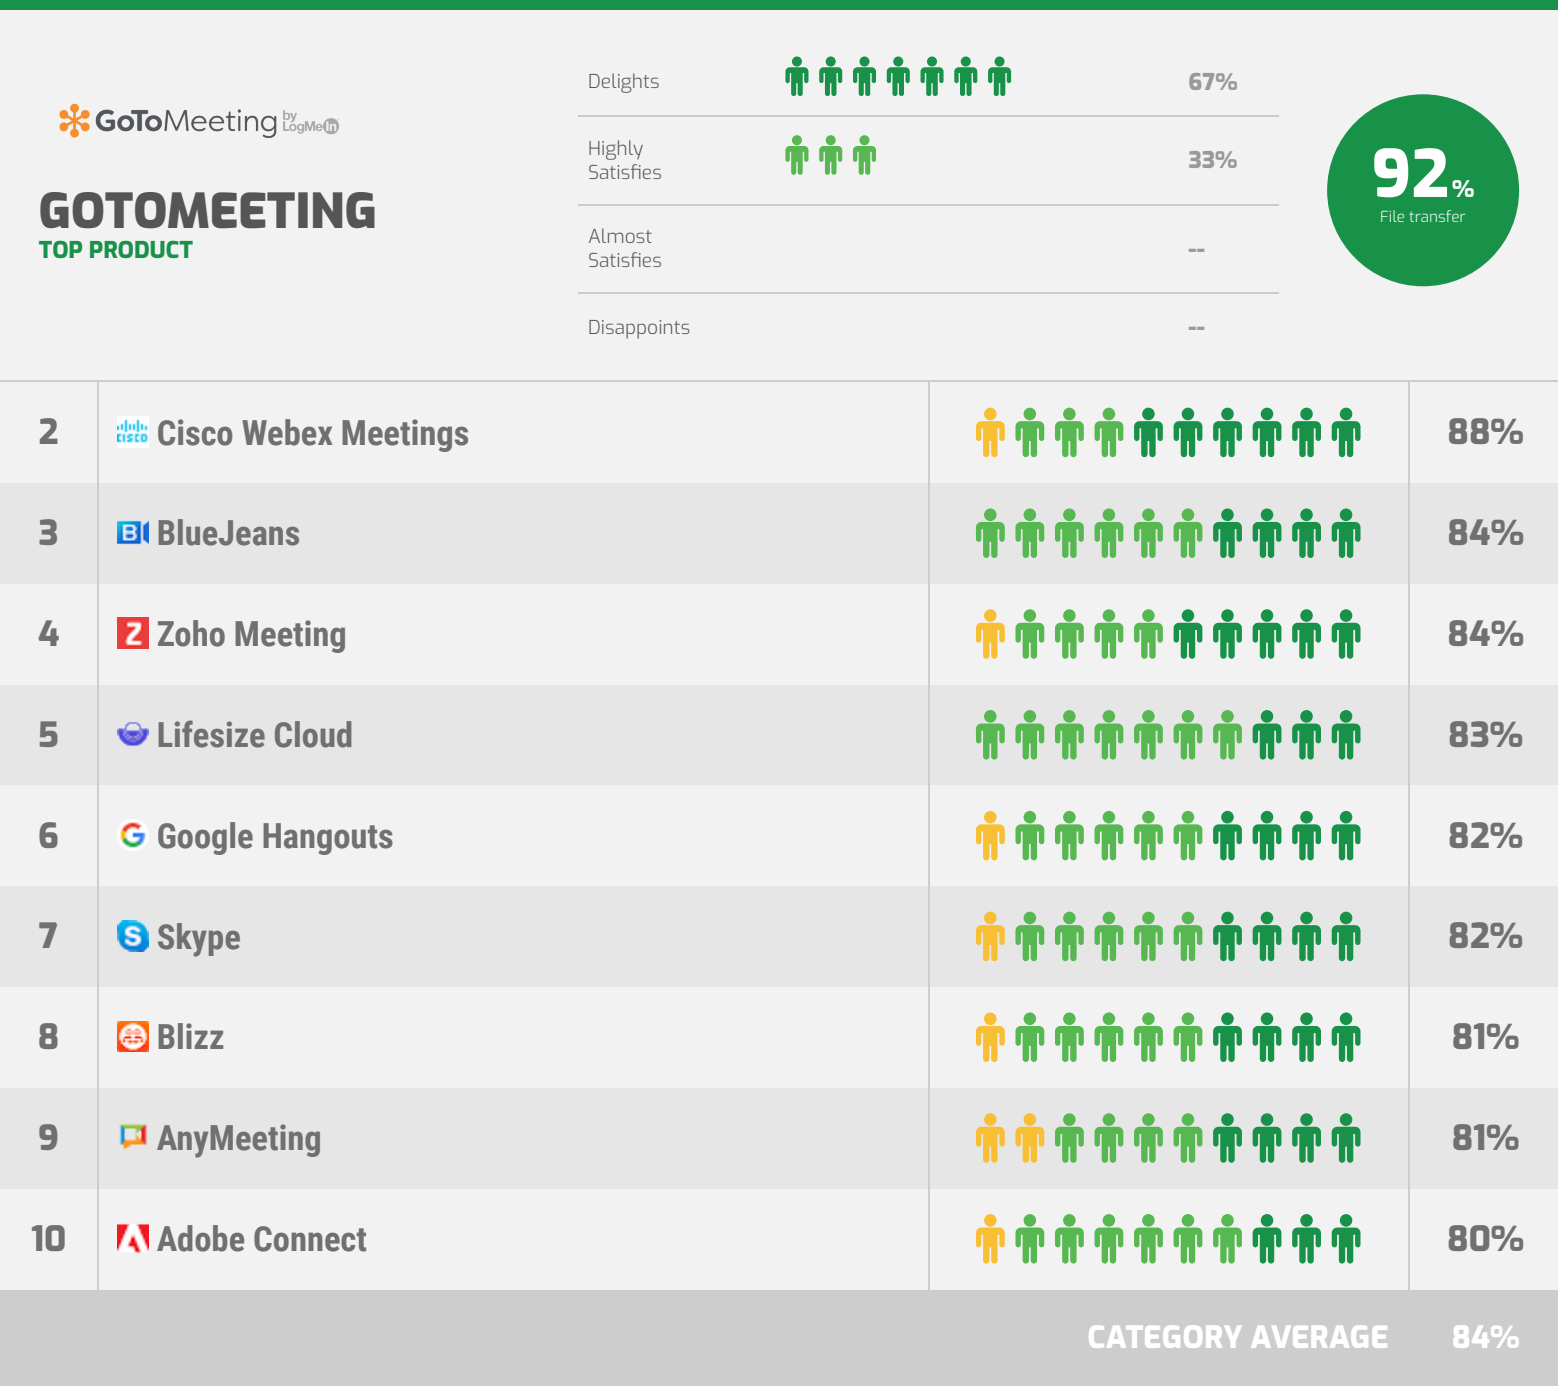 GoToMeeting by
LogMeIn
GOTOMEETING
TOP PRODUCT
Delights 67%
Highly
Satisfies 33%
Almost
Satisfies --
Disappoints --
92%
File transfer
2 Cisco Webex Meetings 88%
3 BlueJeans 84%
4 Zoho Meeting 84%
5 Lifesize Cloud 83%
6 Google Hangouts 82%
7 Skype 82%
8 Blizz 81%
9 AnyMeeting 81%
10 Adobe Connect 80%
CATEGORY AVERAGE 84%